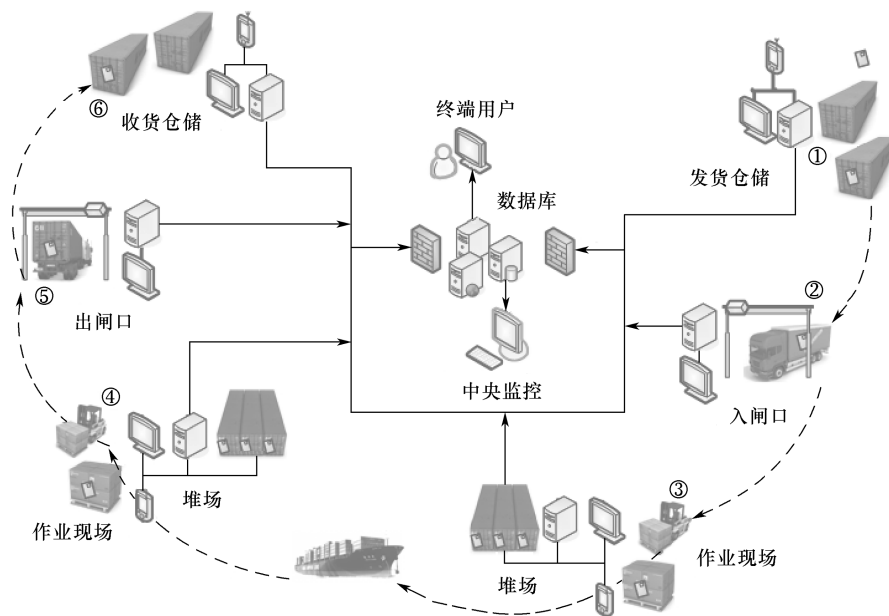 ⑥
收货仓储
终端用户
数据库
①
发货仓储
⑤
出闸口
②
入闸口
中央监控
④
堆场
作业现场
③
堆场
作业现场